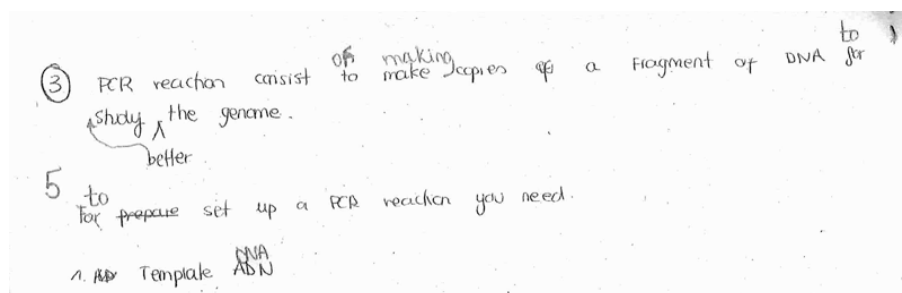 of making to
③ PCR reaction consist to make copies of a Fragment of DNA for
study the genome.
better
5 to
For prepare set up a PCR reaction you need.
DNA
1. Template ADN